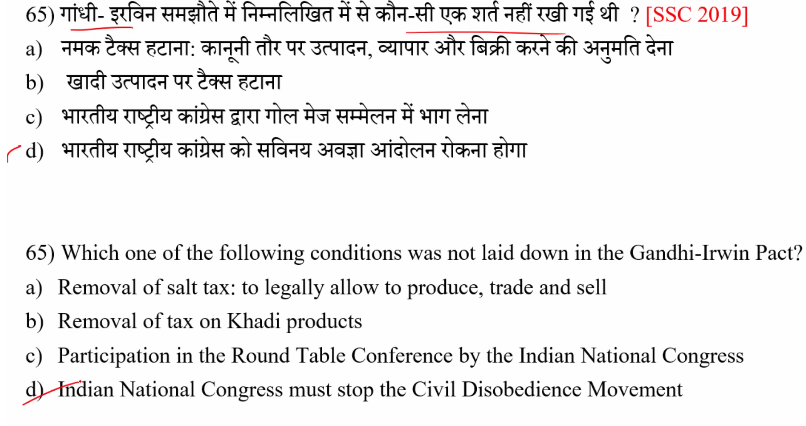 65) गांधी- इरविन समझौते में निम्नलिखित में से कौन-सी एक शर्त नहीं रखी गई थी ? [SSC 2019]
a) नमक टैक्स हटाना: कानूनी तौर पर उत्पादन, व्यापार और बिक्री करने की अनुमति देना
b) खादी उत्पादन पर टैक्स हटाना
c) भारतीय राष्ट्रीय कांग्रेस द्वारा गोल मेज सम्मेलन में भाग लेना
d) भारतीय राष्ट्रीय कांग्रेस को सविनय अवज्ञा आंदोलन रोकना होगा
65) Which one of the following conditions was not laid down in the Gandhi-Irwin Pact?
a) Removal of salt tax: to legally allow to produce, trade and sell
b) Removal of tax on Khadi products
c) Participation in the Round Table Conference by the Indian National Congress
d) Indian National Congress must stop the Civil Disobedience Movement